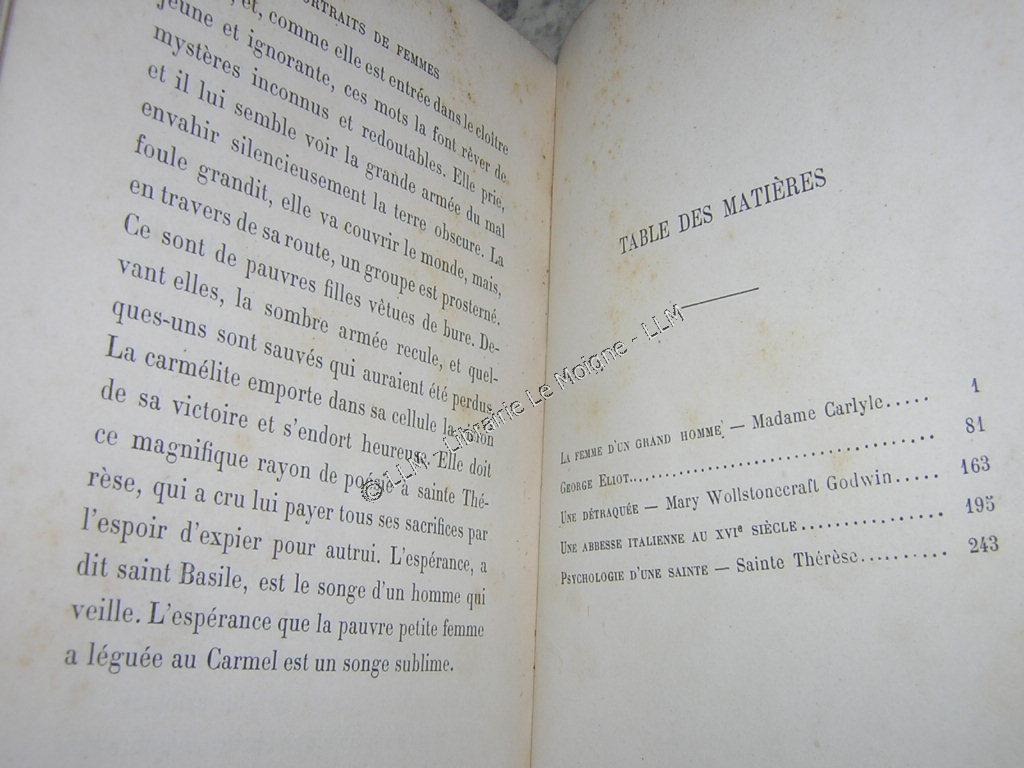 ORTRAITS DE FEMMES
et, comme elle est entrée dans le cloître
jeune et ignorante, ces mots la font rêver de
mystères inconnus et redoutables. Elle prie,
et il lui semble voir la grande armée du mal
envahir silencieusement la terre obscure. La
foule grandit, elle va couvrir le monde, mais,
en travers de sa route, un groupe est prosterné.
Ce sont de pauvres filles vêtues de bure. De-
vant elles, la sombre armée recule, et quel-
ques-uns sont sauvés qui auraient été perdus.
La carmélite emporte dans sa cellule la
de sa victoire et s'endort heureuse. Elle doit
ce magnifique rayon de poésie à sainte Thé-
rèse, qui a cru lui payer tous ses sacrifices par
l'espoir d'expier pour autrui. L'espérance, a
dit saint Basile, est le songe d'un homme qui
veille. L'espérance que la pauvre petite femme
a léguée au Carmel est un songe sublime.
TABLE DES MATIÈRES
LA FEMME D'UN GRAND HOMME — Madame Carlyle..... 1
GEORGE ELIOT.................................... 81
UNE DÉTRAQUÉE — Mary Wollstonecraft Godwin..... 163
UNE ABBESSE ITALIENNE AU XVIe SIÈCLE............... 195
PSYCHOLOGIE D'UNE SAINTE — Sainte Thérèse.......... 243
© LLM - Librairie Le Moigne - LLM